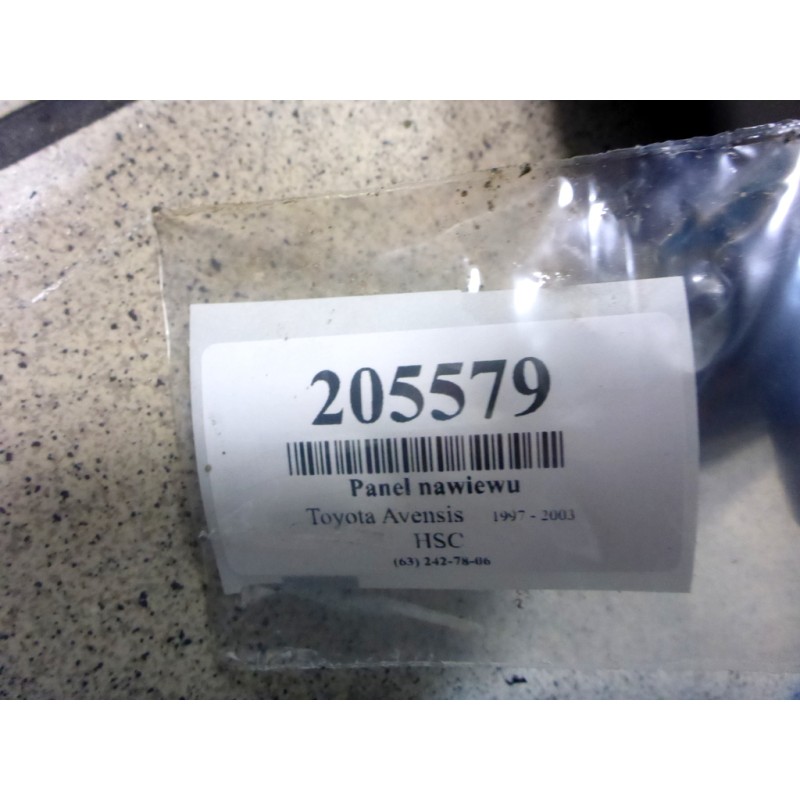 205579
Panel nawiewu
Toyota Avensis 1997 - 2003
HSC
(63) 242-78-06